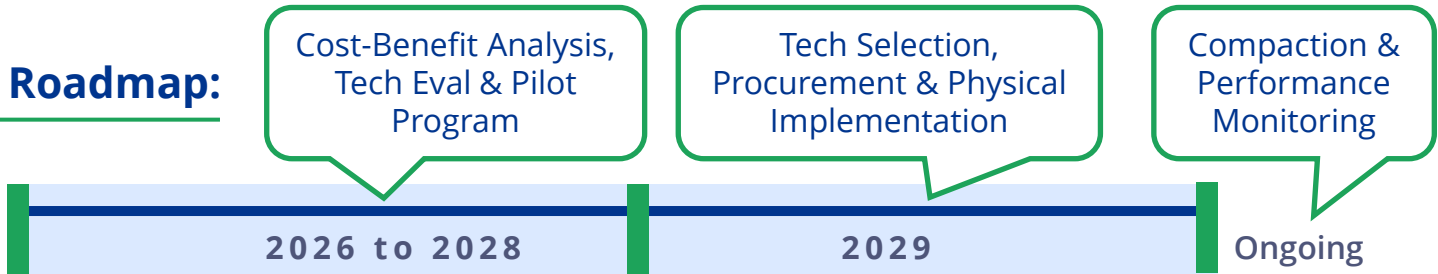 Roadmap:
Cost-Benefit Analysis,
Tech Eval & Pilot
Program
Tech Selection,
Procurement & Physical
Implementation
Compaction &
Performance
Monitoring
2026 to 2028
2029
Ongoing